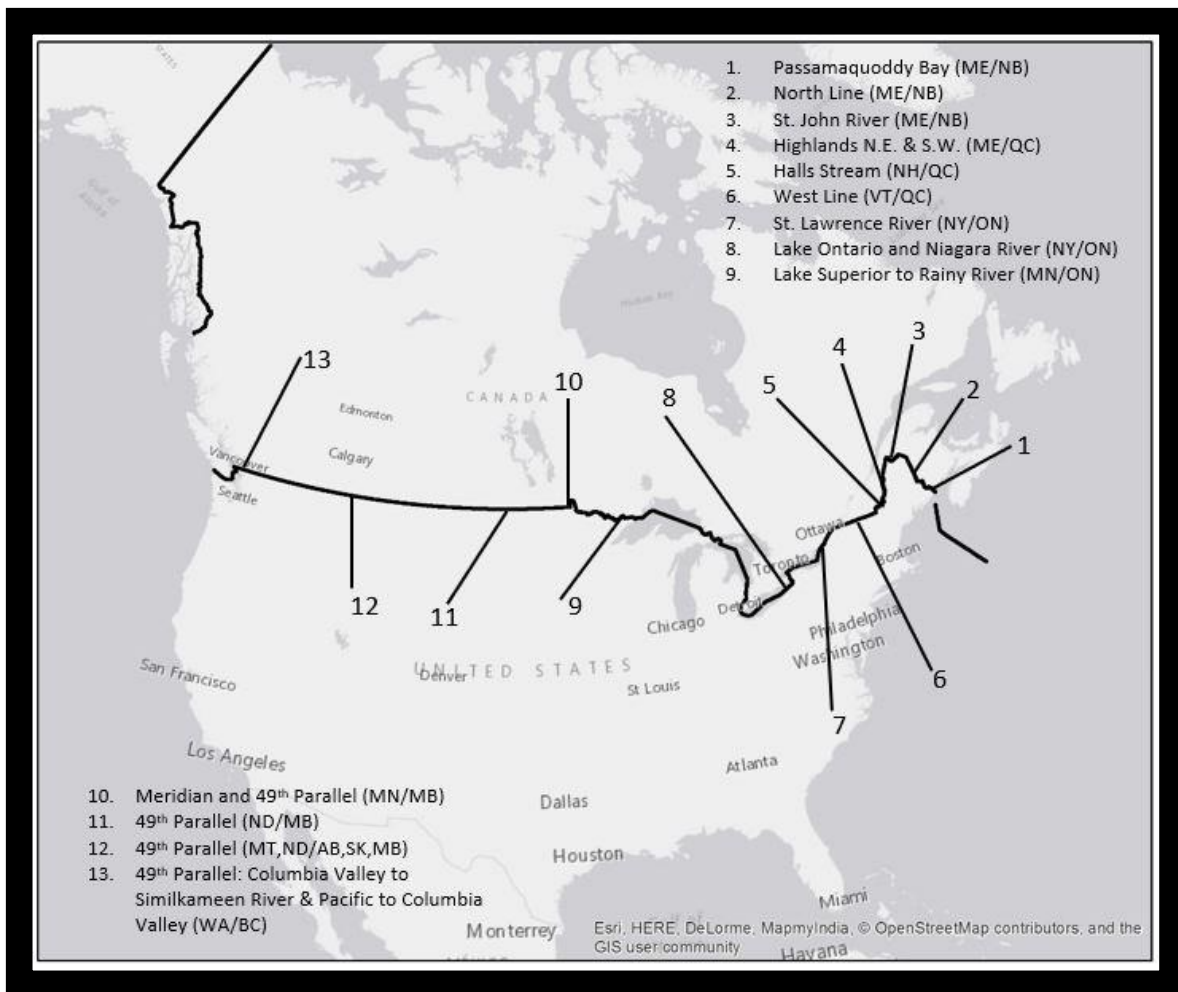 1. Passamaquoddy Bay (ME/NB)
2. North Line (ME/NB)
3. St. John River (ME/NB)
4. Highlands N.E. & S.W. (ME/QC)
5. Halls Stream (NH/QC)
6. West Line (VT/QC)
7. St. Lawrence River (NY/ON)
8. Lake Ontario and Niagara River (NY/ON)
9. Lake Superior to Rainy River (MN/ON)
Gulf of
Alaska
Hudson Bay
3
4
13
10
5
2
8
CANADA
Edmonton
1
Vancouver
Calgary
Seattle
Ottawa
Toronto
Boston
12
11
9
Detroit
Chicago
Philadelphia
Washington
San Francisco
UNITED STATES
Denver
St Louis
6
7
Los Angeles
Atlanta
10. Meridian and 49th Parallel (MN/MB)
11. 49th Parallel (ND/MB)
12. 49th Parallel (MT,ND/AB,SK,MB)
13. 49th Parallel: Columbia Valley to
Similkameen River & Pacific to Columbia
Valley (WA/BC)
Dallas
Houston
Miami
Monterrey
Esri, HERE, DeLorme, MapmyIndia, © OpenStreetMap contributors, and the
GIS user community
Havana